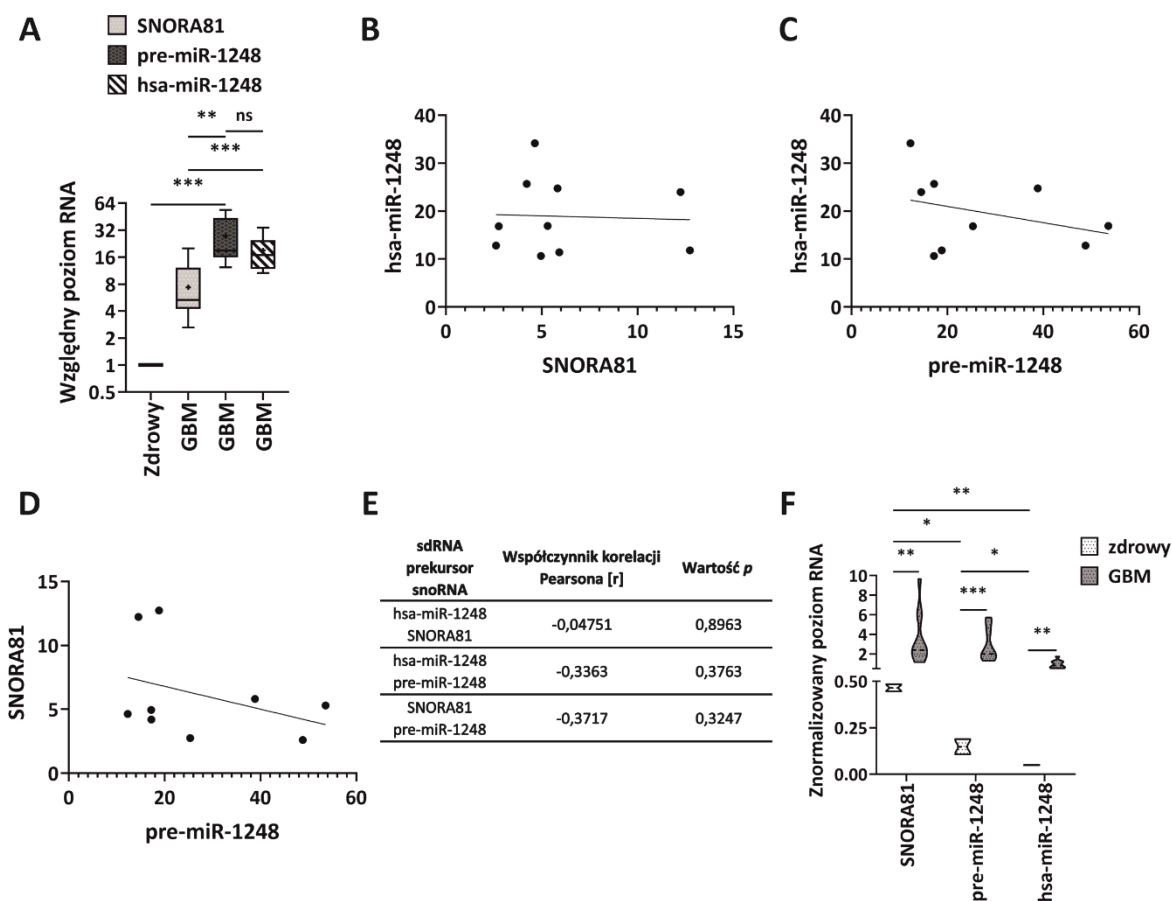 A
SNORA81
pre-miR-1248
hsa-miR-1248
** ns
***
***
Względny poziom RNA
64
32
16
8
4
2
1
0.5
Zdrowy
GBM
GBM
GBM
B
hsa-miR-1248
40
30
20
10
0
0 5 10 15
SNORA81
C
hsa-miR-1248
40
30
20
10
0
0 20 40 60
pre-miR-1248
D
SNORA81
15
10
5
0
0 20 40 60
pre-miR-1248
E
sdRNA
prekursor
snoRNA
Współczynnik korelacji
Pearsona [r]
Wartość p
hsa-miR-1248
SNORA81
-0,04751 0,8963
hsa-miR-1248
pre-miR-1248
-0,3363 0,3763
SNORA81
pre-miR-1248
-0,3717 0,3247
F
zdrowy
GBM
**
*
** *
***
**
Znormalizowany poziom RNA
10
8
6
4
2
0.50
0.25
0.00
SNORA81
pre-miR-1248
hsa-miR-1248